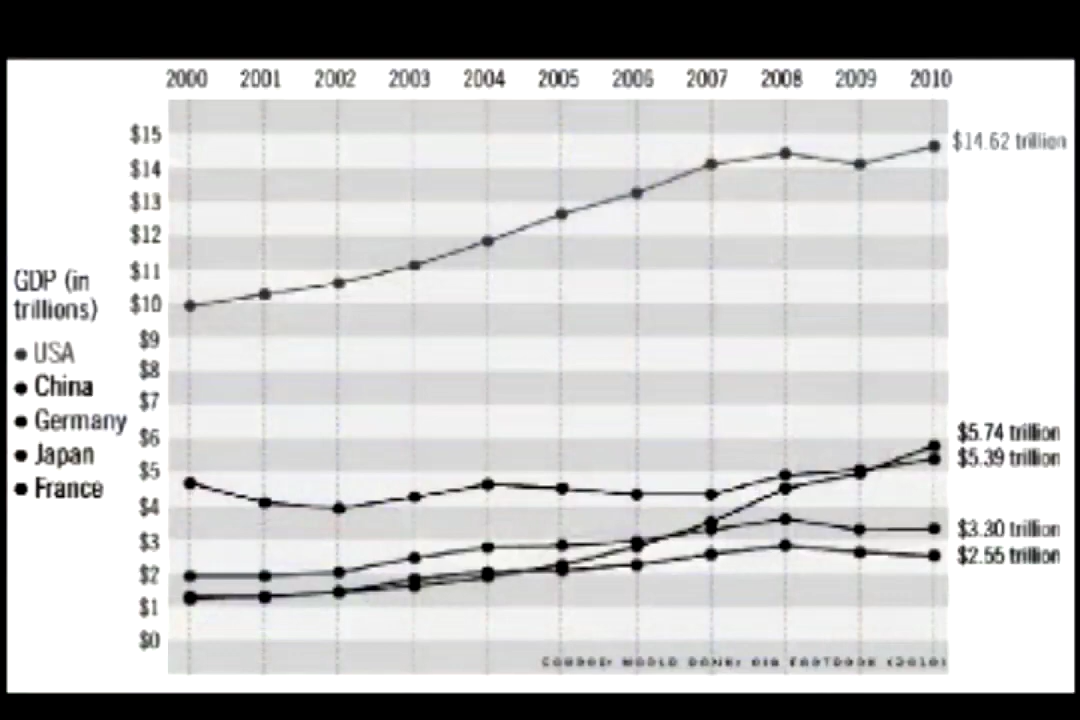 2000 2001 2002 2003 2004 2005 2006 2007 2008 2009 2010
$15
$14
$13
$12
$11
$10
$9
$8
$7
$6
$5
$4
$3
$2
$1
$0
GDP (in
trillions)
USA
China
Germany
Japan
France
$14.62 trillion
$5.74 trillion
$5.39 trillion
$3.30 trillion
$2.55 trillion
WORLD (2010)